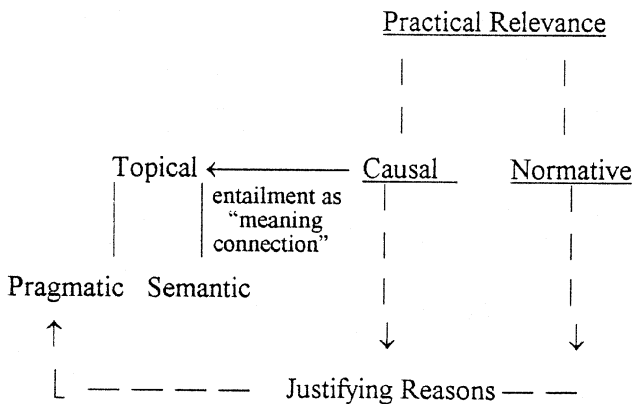 Practical Relevance
Topical Causal Normative
entailment as
"meaning
connection"
Pragmatic Semantic
Justifying Reasons